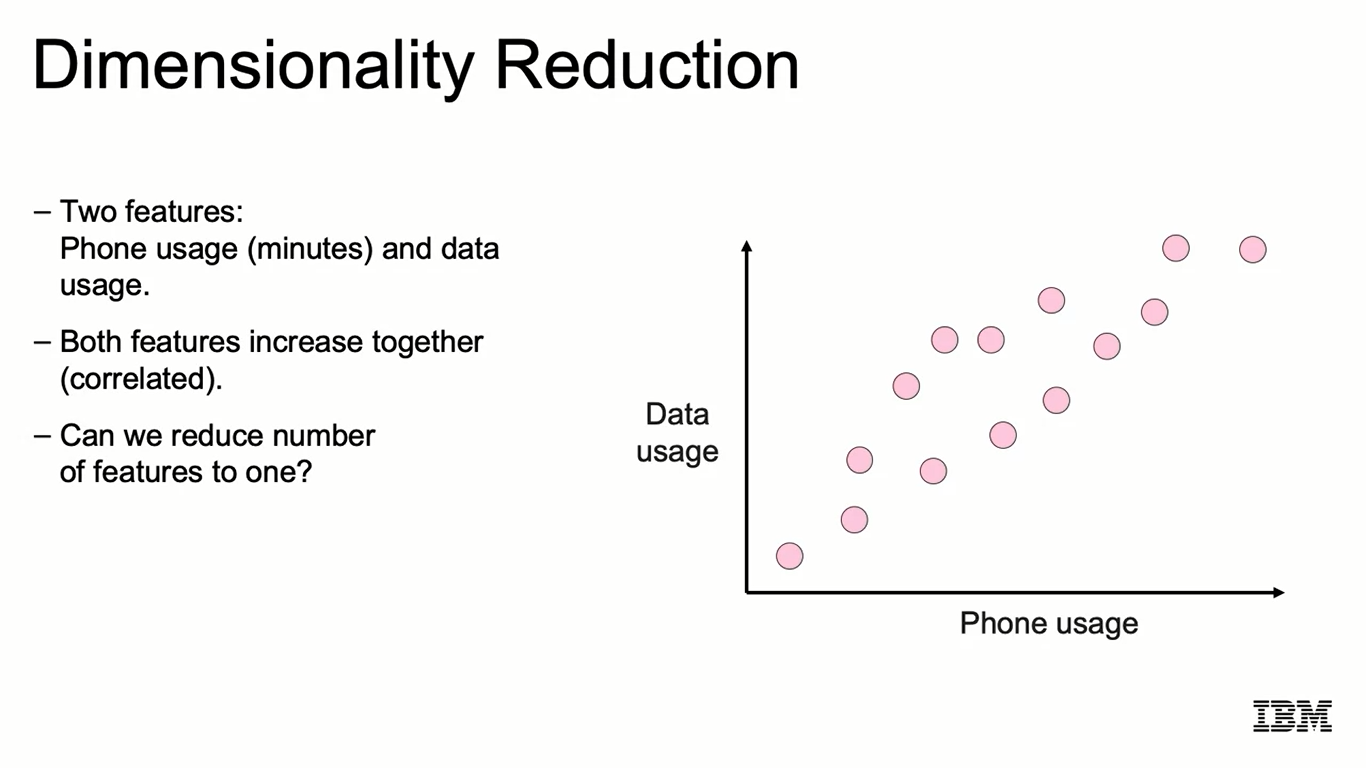 Dimensionality Reduction
– Two features:
Phone usage (minutes) and data
usage.
– Both features increase together
(correlated).
– Can we reduce number
of features to one?
Data
usage
Phone usage
IBM